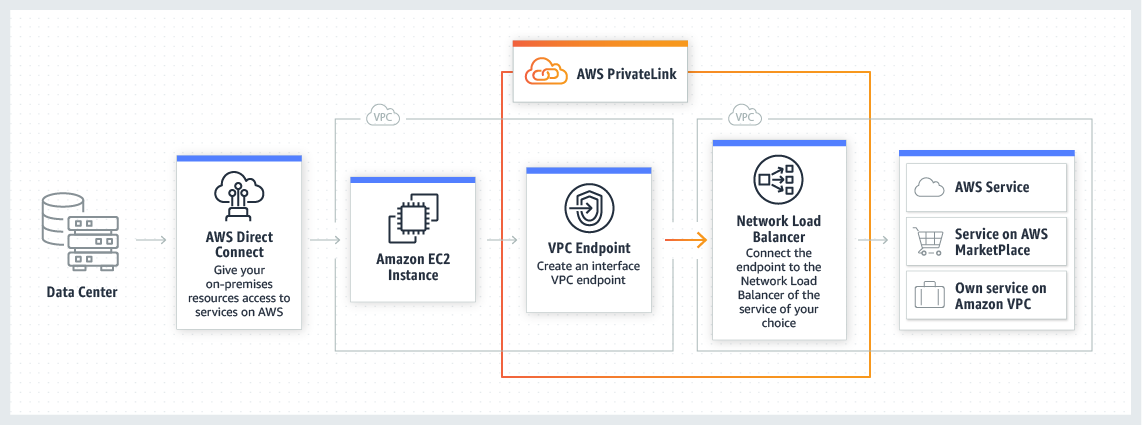 AWS PrivateLink
VPC
VPC
Data Center
AWS Direct
Connect
Give your
on-premises
resources access to
services on AWS
Amazon EC2
Instance
VPC Endpoint
Create an interface
VPC endpoint
Network Load
Balancer
Connect the
endpoint to the
Network Load
Balancer of the
service of your
choice
AWS Service
Service on AWS
MarketPlace
Own service on
Amazon VPC